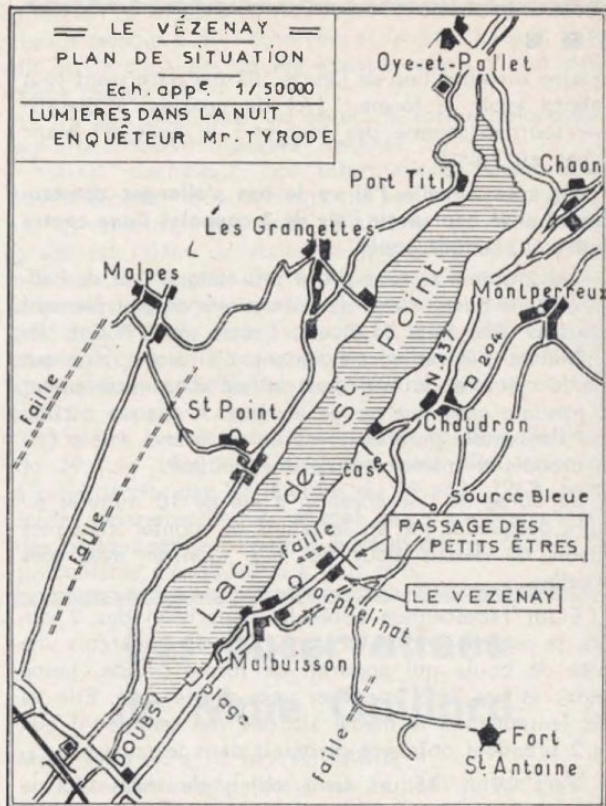 LE VÉZENAY
PLAN DE SITUATION
Ech. appe 1/50000
LUMIERES DANS LA NUIT
ENQUÊTEUR Mr. TYRODE
Oye-et-Pallet
Port Titi
Chaon
Les Grangettes
Malpes
Montperreux
Lac de St Point
N.437
D.204
faille
faille
St Point
Chaudron
case
Source Bleue
faille
PASSAGE DES
PETITS ÊTRES
orphelinat
LE VEZENAY
Malbuisson
plage
DOUBS
faille
Fort
St Antoine